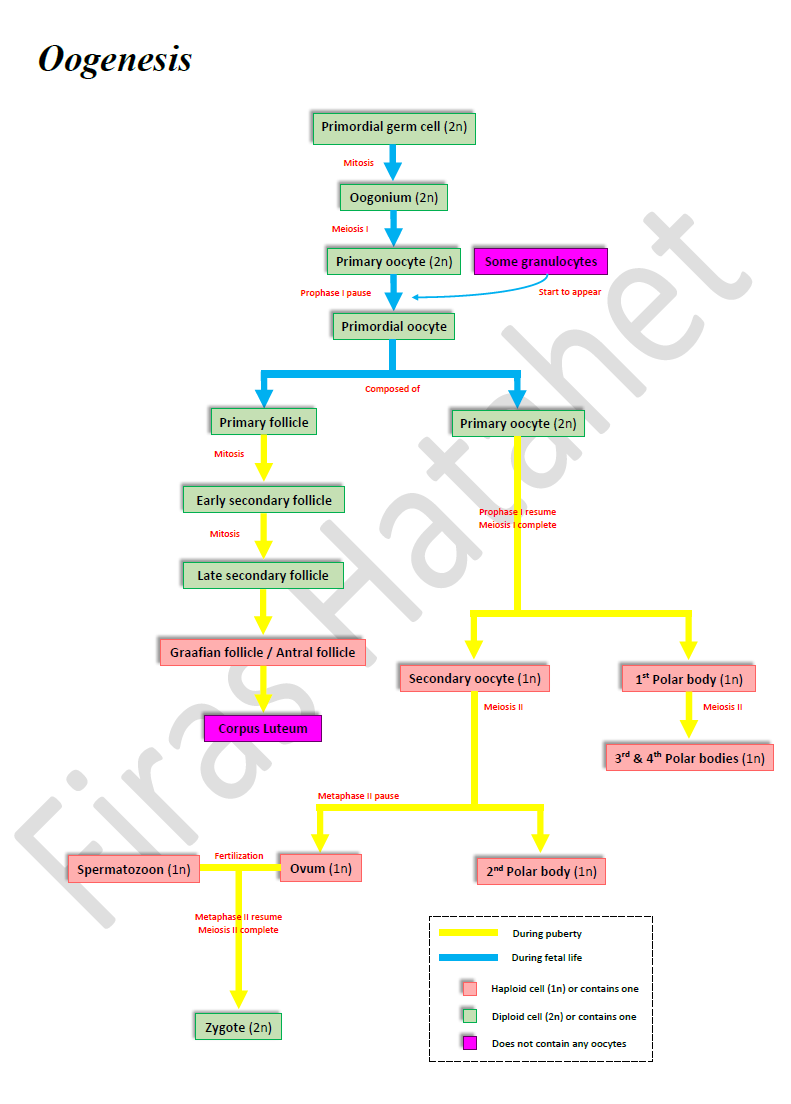 Oogenesis
Primordial germ cell (2n)
Mitosis
Oogonium (2n)
Meiosis I
Primary oocyte (2n)
Some granulocytes
Prophase I pause
Start to appear
Primordial oocyte
Composed of
Primary follicle
Primary oocyte (2n)
Mitosis
Early secondary follicle
Prophase I resume
Meiosis I complete
Mitosis
Late secondary follicle
Graafian follicle / Antral follicle
Secondary oocyte (1n)
1st Polar body (1n)
Meiosis II
Meiosis II
Corpus Luteum
3rd & 4th Polar bodies (1n)
Metaphase II pause
Fertilization
Spermatozoon (1n)
Ovum (1n)
2nd Polar body (1n)
Metaphase II resume
Meiosis II complete
Zygote (2n)
During puberty
During fetal life
Haploid cell (1n) or contains one
Diploid cell (2n) or contains one
Does not contain any oocytes
Firas Hatahet